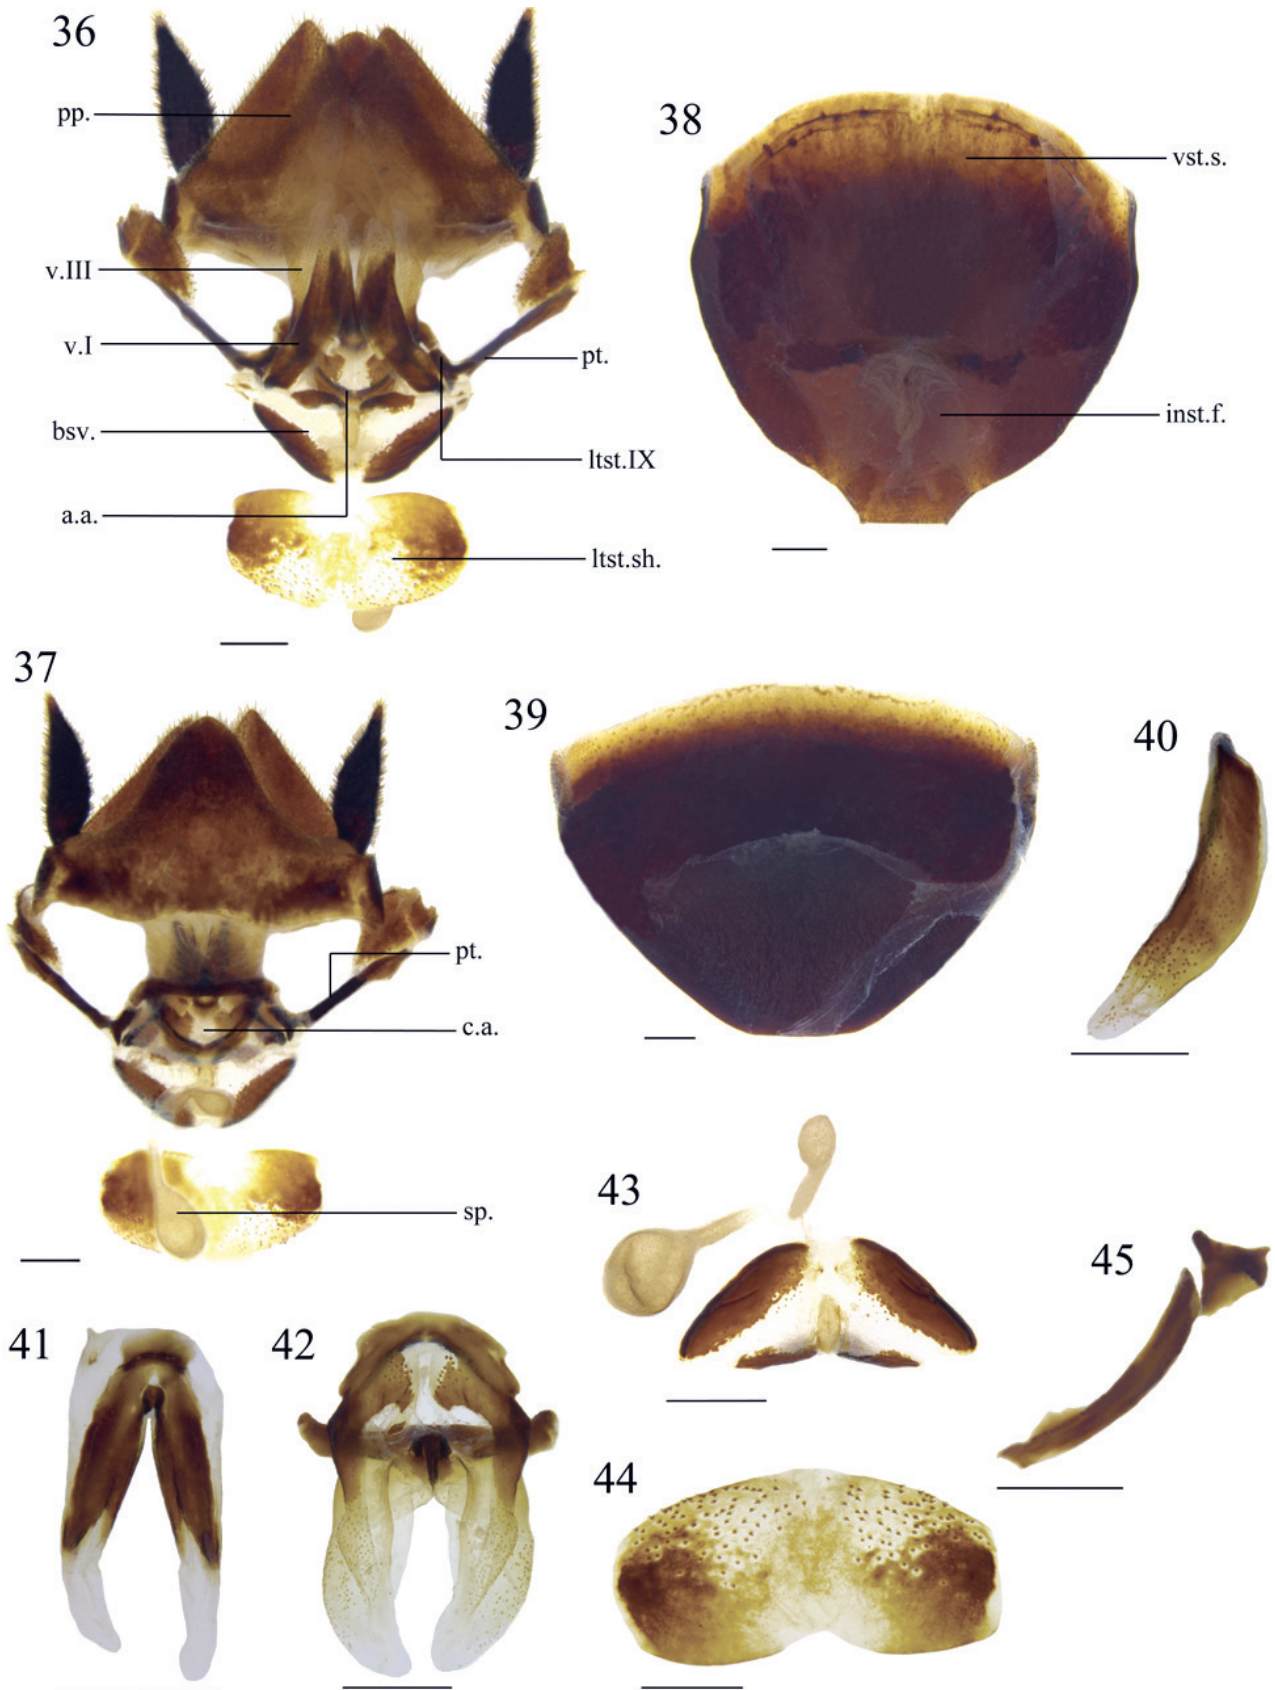 36
pp.
v.III
v.I
bsv.
a.a.
pt.
ltst.IX
ltst.sh.
38
vst.s.
inst.f.
37
pt.
c.a.
sp.
39
40
41
42
43
44
45